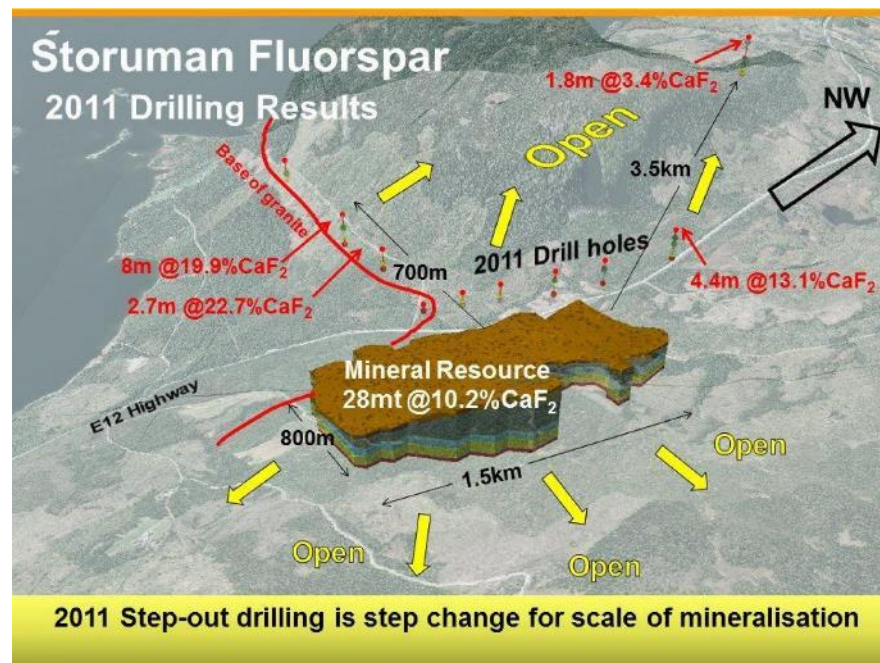 Storuman Fluorspar
2011 Drilling Results
1.8m @3.4%CaF₂
NW
Open
3.5km
Base of granite
8m @19.9%CaF₂
2.7m @22.7%CaF₂
700m
2011 Drill holes
4.4m @13.1%CaF₂
Mineral Resource
28mt @10.2%CaF₂
E12 Highway
800m
1.5km
Open
Open
Open
2011 Step-out drilling is step change for scale of mineralisation